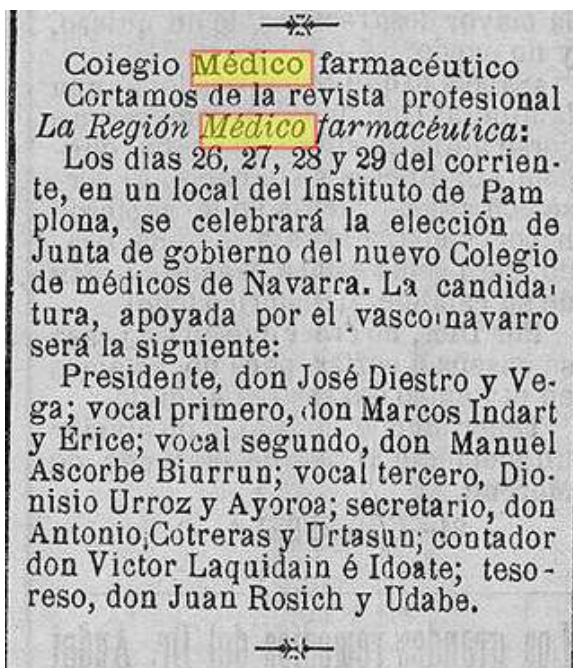 Coiegio Médico farmacéutico
Cortamos de la revista profesional
La Región Médico farmacéutica:
Los dias 26, 27, 28 y 29 del corrien-
te, en un local del Instituto de Pam
plona, se celebrará la elección de
Junta de gobierno del nuevo Colegio
de médicos de Navarra. La candida-
tura, apoyada por el vasco-navarro
será la siguiente:
Presidente, don José Diestro y Ve-
ga; vocal primero, don Marcos Indart
y Erice; vocal segundo, don Manuel
Ascorbe Biurrun; vocal tercero, Dio-
nisio Urroz y Ayoroa; secretario, don
Antonio Cotreras y Urtasun; contador
don Victor Laquidain é Idoate; teso-
reso, don Juan Rosich y Udabe.